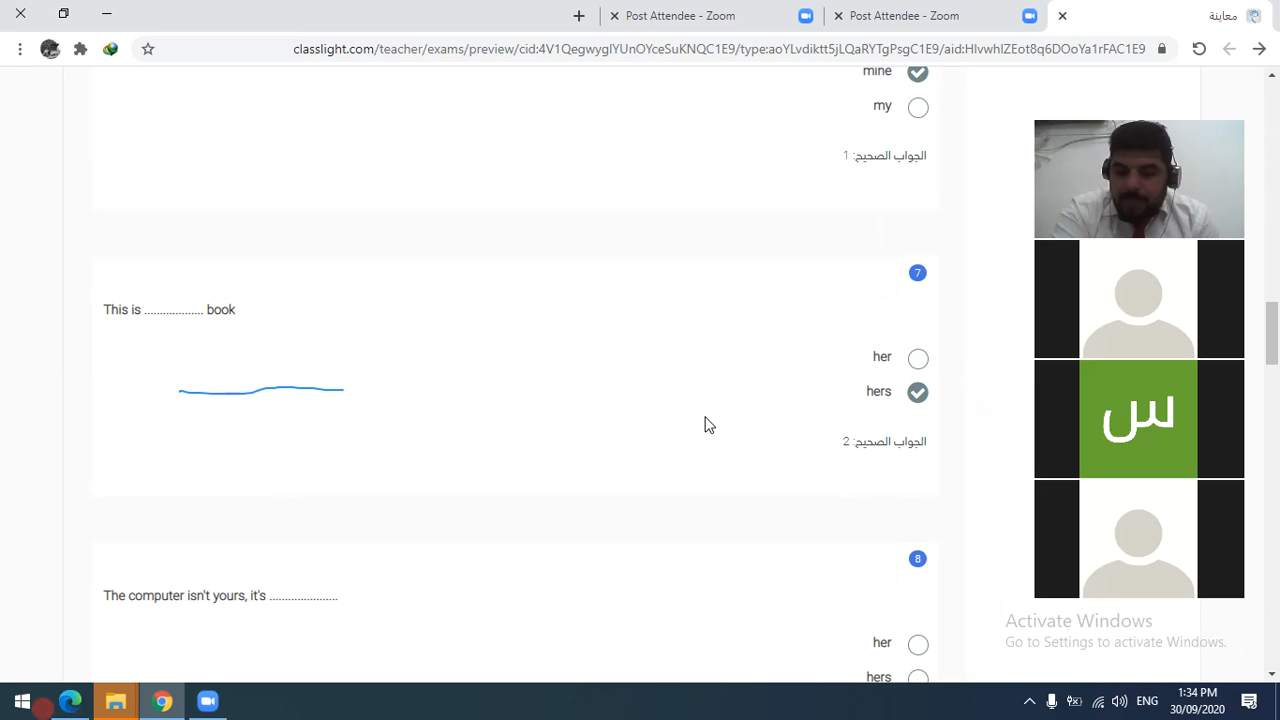 Post Attendee - Zoom
Post Attendee - Zoom
معاينة
classlight.com/teacher/exams/preview/cid:4V1QegwyglYUnOYceSuKNQC1E9/type:aoYLvdiktt5jLQaRYTgPsgC1E9/aid:HIvwhIZEot8q6DOoYa1rFAC1E9
mine
my
الجواب الصحيح: 1
7
This is .................. book
her
hers
الجواب الصحيح: 2
س
8
The computer isn't yours, it's .....................
her
hers
Activate Windows
Go to Settings to activate Windows.
ENG
1:34 PM
30/09/2020